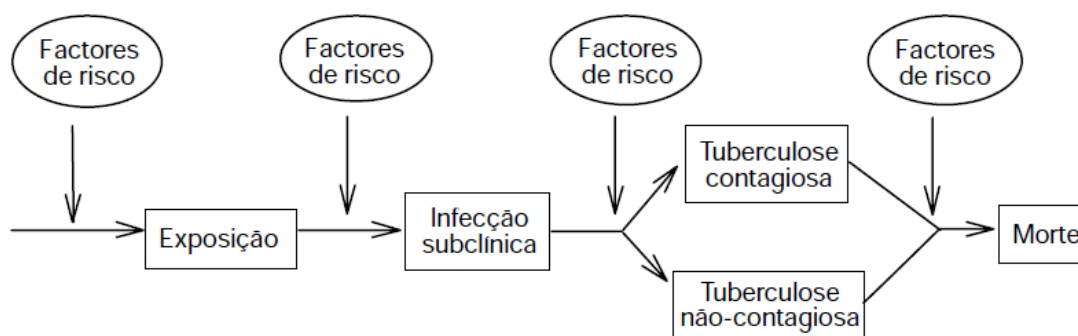 Factores
de risco
Factores
de risco
Factores
de risco
Factores
de risco
Exposição
Infecção
subclínica
Tuberculose
contagiosa
Tuberculose
não-contagiosa
Morte